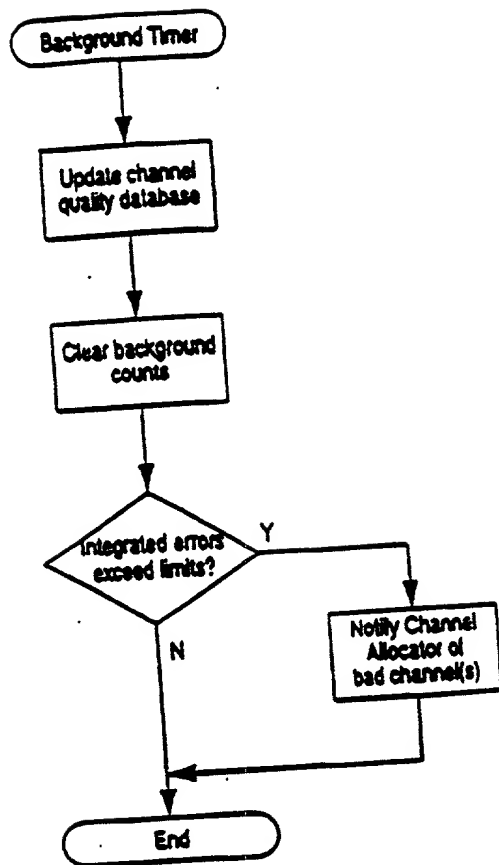 Background Timer
Update channel
quality database
Clear background
counts
Integrated errors
exceed limits?
Y
N
Notify Channel
Allocator of
bad channel(s)
End